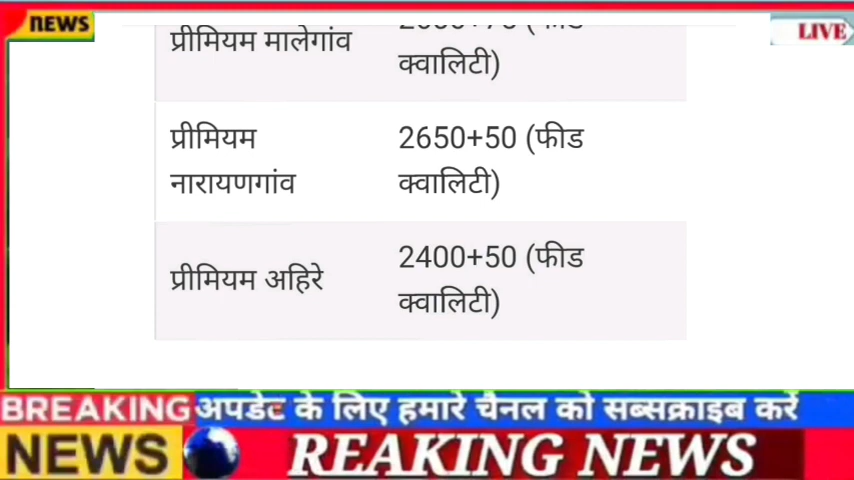 NEWS
LIVE
प्रीमियम मालेगांव
क्वालिटी)
प्रीमियम
नारायणगांव
2650+50 (फीड
क्वालिटी)
प्रीमियम अहिरे
2400+50 (फीड
क्वालिटी)
BREAKING
अपडेट के लिए हमारे चैनल को सब्सक्राइब करें
NEWS
REAKING NEWS